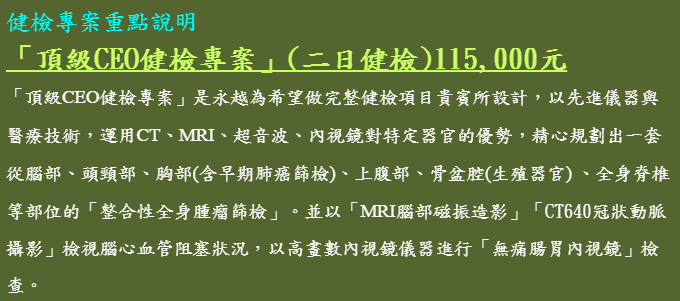 健檢專案重點說明
「頂級CEO健檢專案」(二日健檢)115,000元
「頂級CEO健檢專案」是永越為希望做完整健檢項目貴賓所設計，以先進儀器與
醫療技術，運用CT、MRI、超音波、內視鏡對特定器官的優勢，精心規劃出一套
從腦部、頭頸部、胸部(含早期肺癌篩檢)、上腹部、骨盆腔(生殖器官)、全身脊椎
等部位的「整合性全身腫瘤篩檢」。並以「MRI腦部磁振造影」「CT640冠狀動脈
攝影」檢視腦心血管阻塞狀況，以高畫數內視鏡儀器進行「無痛腸胃內視鏡」檢
查。